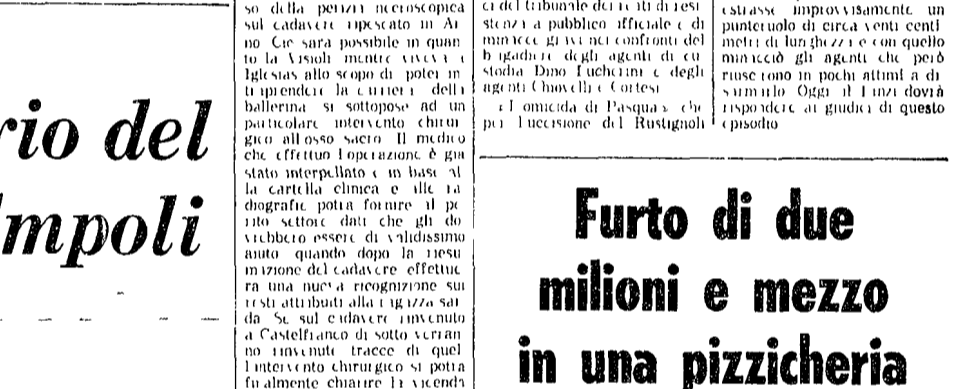 rio del
mpoli
so della perizia necroscopica
sul cadavere ripescato in Ar
no Ciò sarà possibile in quan
to la Visioli mentre viveva a
Iglesias allo scopo di poter in
traprendere la carriera della
ballerina si sottopose ad un
particolare intervento chirur
gico all osso sacro Il medico
che effettuò l operazione è già
stato interpellato e in base al
la cartella clinica e alle ra
diografie potrà fornire al pe
rito settore dati che gli do
vrebbero essere di validissimo
aiuto quando dopo la riesu
mazione del cadavere effettue
rà una nuova ricognizione sui
resti attribuiti alla ragazza sar
da Se sul cadavere rinvenuto
a Castelfranco di sotto verran
no rinvenute tracce di quel
l intervento chirurgico si potrà
finalmente chiarire la vicenda
ci del tribunale dei reati di resi
stenza a pubblico ufficiale e di
minacce gravi nei confronti del
brigadiere degli agenti di cu
stodia Dino Lucherini e degli
agenti Chiovelli e Cortesi
« L omicida di Pasqua » che
per l uccisione del Rustignoli
estrasse improvvisamente un
punteruolo di circa venti centi
metri di lunghezza e con quello
minacciò gli agenti che però
riuscirono in pochi attimi a di
sarmarlo Oggi il dovrà
rispondere ai giudici di questo
episodio
Furto di due
milioni e mezzo
in una pizzicheria